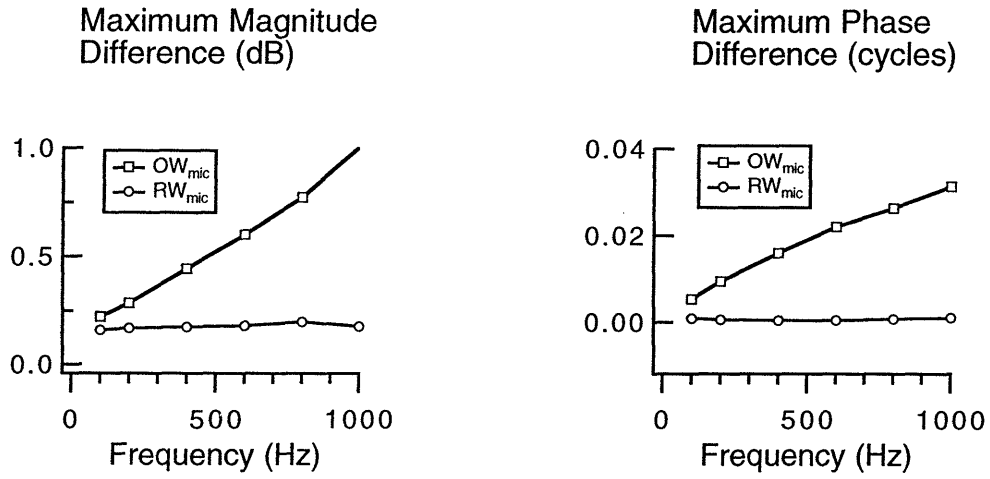 Maximum Magnitude
Difference (dB)
1.0
0.5
0.0
OWmic
RWmic
0
500
1000
Frequency (Hz)
Maximum Phase
Difference (cycles)
0.04
0.02
0.00
OWmic
RWmic
0
500
1000
Frequency (Hz)